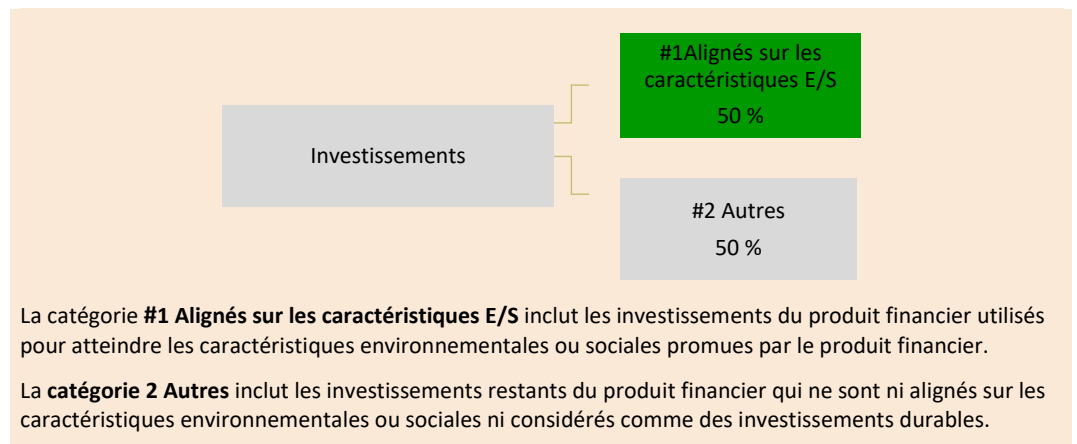 #1Alignés sur les
caractéristiques E/S
50 %
Investissements
#2 Autres
50 %
La catégorie #1 Alignés sur les caractéristiques E/S inclut les investissements du produit financier utilisés
pour atteindre les caractéristiques environnementales ou sociales promues par le produit financier.
La catégorie 2 Autres inclut les investissements restants du produit financier qui ne sont ni alignés sur les
caractéristiques environnementales ou sociales ni considérés comme des investissements durables.